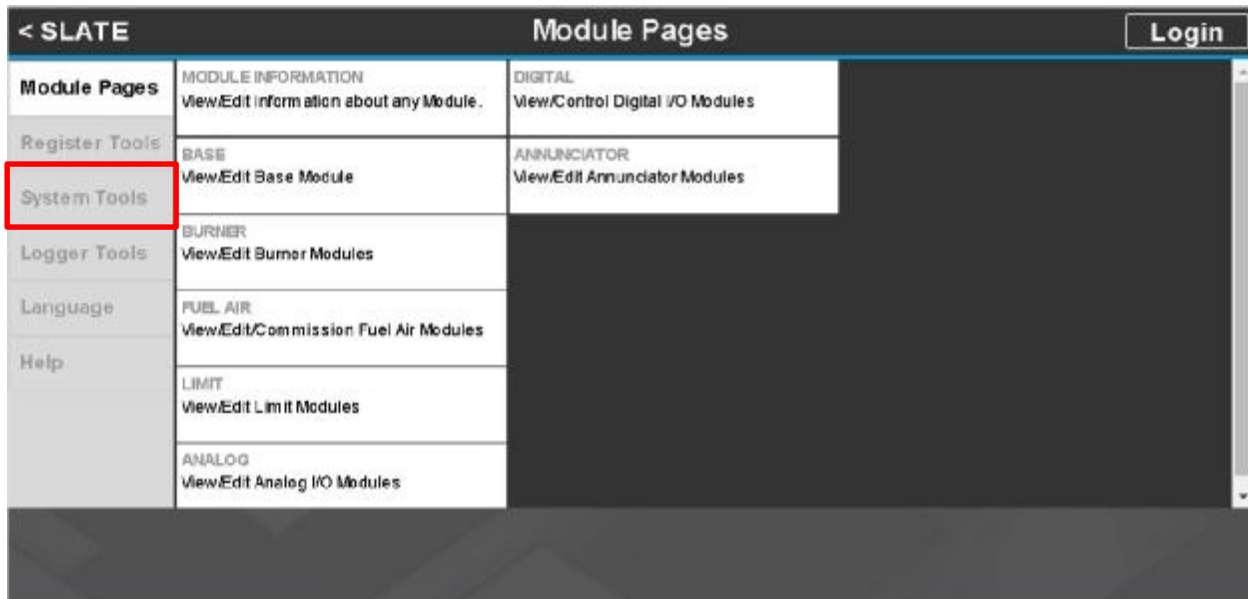 < SLATE
Module Pages
Login
Module Pages
Register Tools
System Tools
Logger Tools
Language
Help
MODULE INFORMATION
View/Edit information about any Module.
BASE
View/Edit Base Module
BURNER
View/Edit Burner Modules
FUEL AIR
View/Edit/Commission Fuel Air Modules
LIMIT
View/Edit Limit Modules
ANALOG
View/Edit Analog I/O Modules
DIGITAL
View/Control Digital I/O Modules
ANNUNCIATOR
View/Edit Annunciator Modules